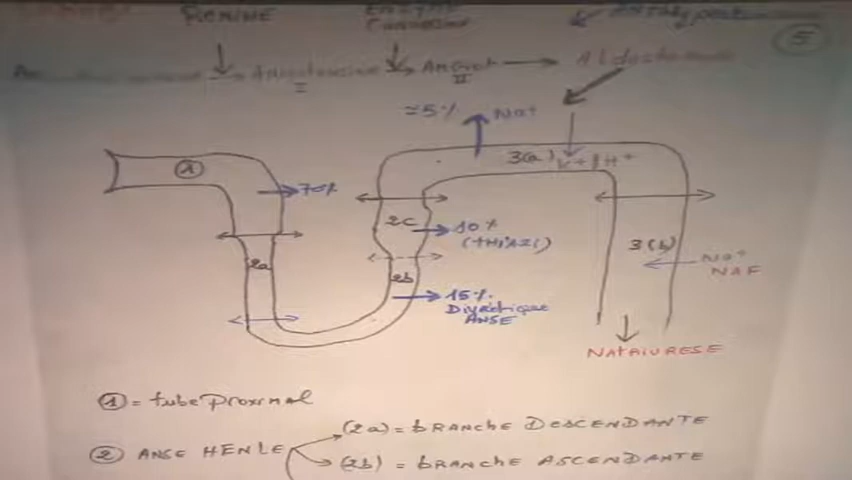 RENINE
5
Angiotensine
I
Angiot
II
Aldosterone
≈5% Na+
3(a) K+/H+
1
70%
2C
10%
(THIAZI)
3(b)
Na+
NAF
2a
2b
15%
Diurétique
ANSE
NATRIURESE
① = tube Proximal
② ANSE HENLE
(2a) = bRANCHE DESCENDANTE
(2b) = bRANCHE ASCENDANTE